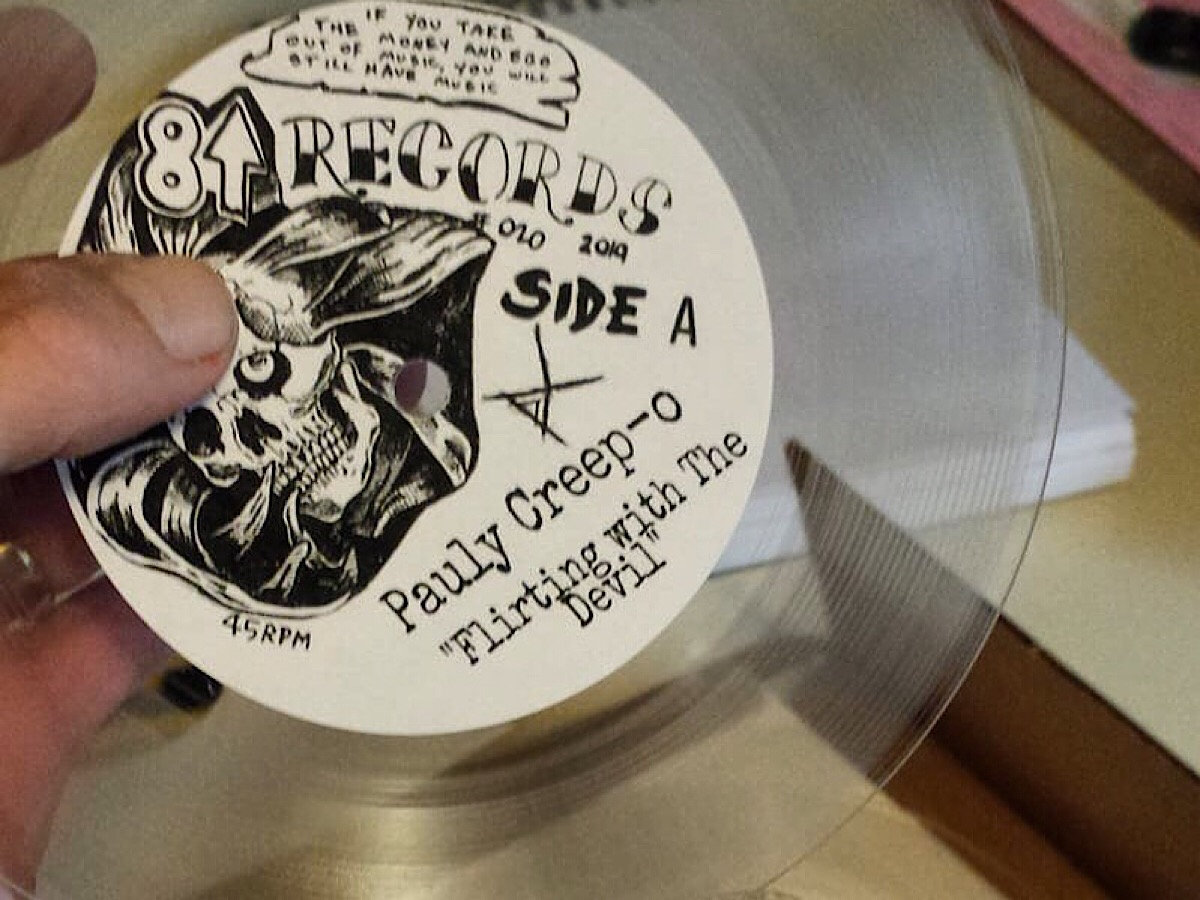 IF YOU TAKE
THE MONEY AND EGO
OUT OF MUSIC, YOU WILL
STILL HAVE MUSIC
8↑ RECORDS
# 020 2019
SIDE A
Pauly Creep-o
"Flirting with The
Devil"
45RPM